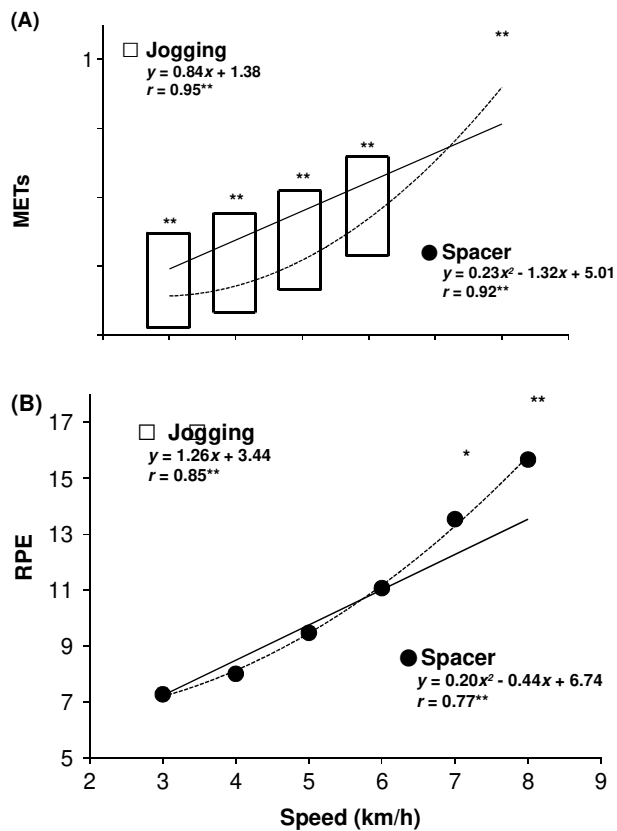 (A)
**
1
□ Jogging
y = 0.84x + 1.38
r = 0.95**
**
**
**
**
METs
● Spacer
y = 0.23x² - 1.32x + 5.01
r = 0.92**
(B)
17
**
□ □ Jogging
y = 1.26x + 3.44
r = 0.85**
*
15
13
RPE
11
9
● Spacer
y = 0.20x² - 0.44x + 6.74
r = 0.77**
7
5
2 3 4 5 6 7 8 9
Speed (km/h)